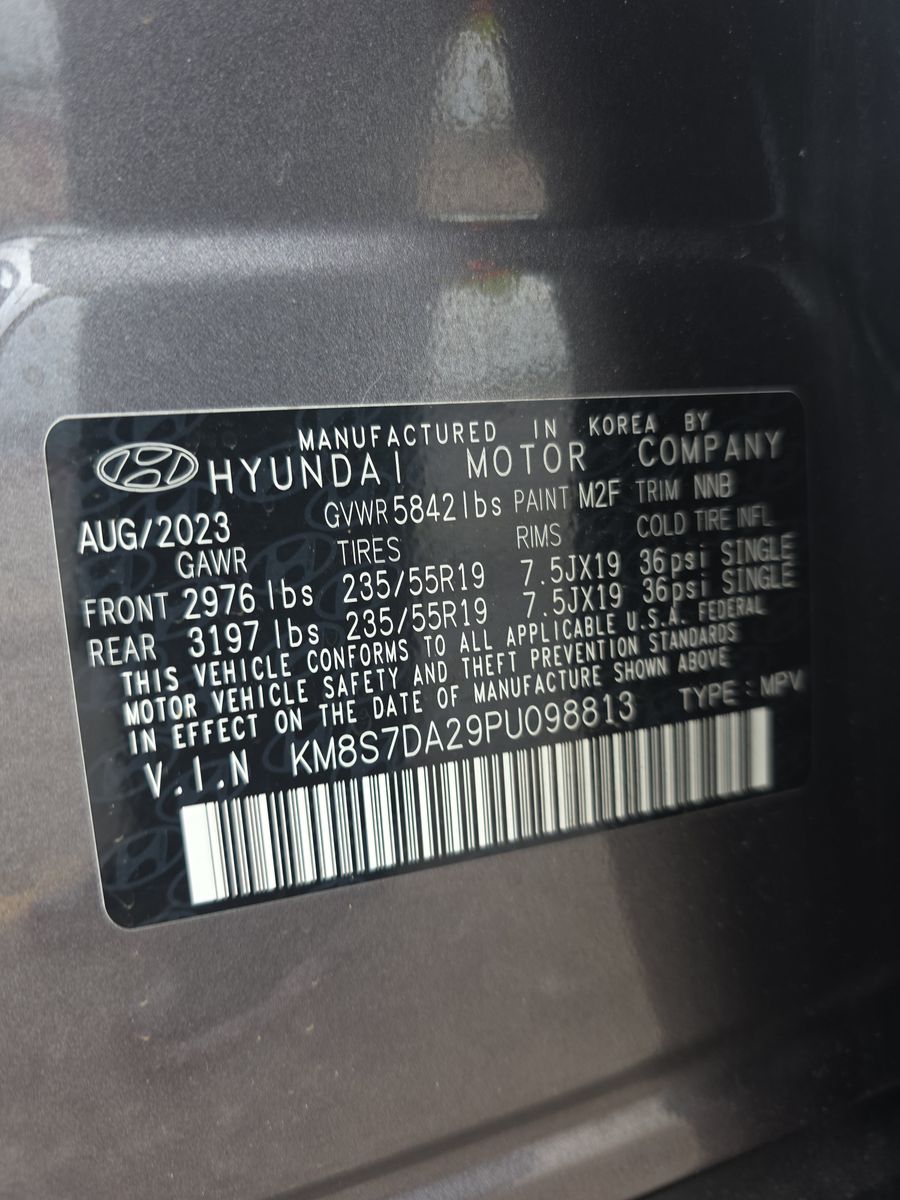 MANUFACTURED IN KOREA BY
HYUNDAI MOTOR COMPANY
AUG/2023 GVWR 5842 lbs PAINT M2F TRIM NNB
GAWR TIRES RIMS COLD TIRE INFL
FRONT 2976 lbs 235/55R19 7.5JX19 36psi SINGLE
REAR 3197 lbs 235/55R19 7.5JX19 36psi SINGLE
THIS VEHICLE CONFORMS TO ALL APPLICABLE U.S.A. FEDERAL
MOTOR VEHICLE SAFETY AND THEFT PREVENTION STANDARDS
IN EFFECT ON THE DATE OF MANUFACTURE SHOWN ABOVE
V.I.N KM8S7DA29PU098813 TYPE : MPV